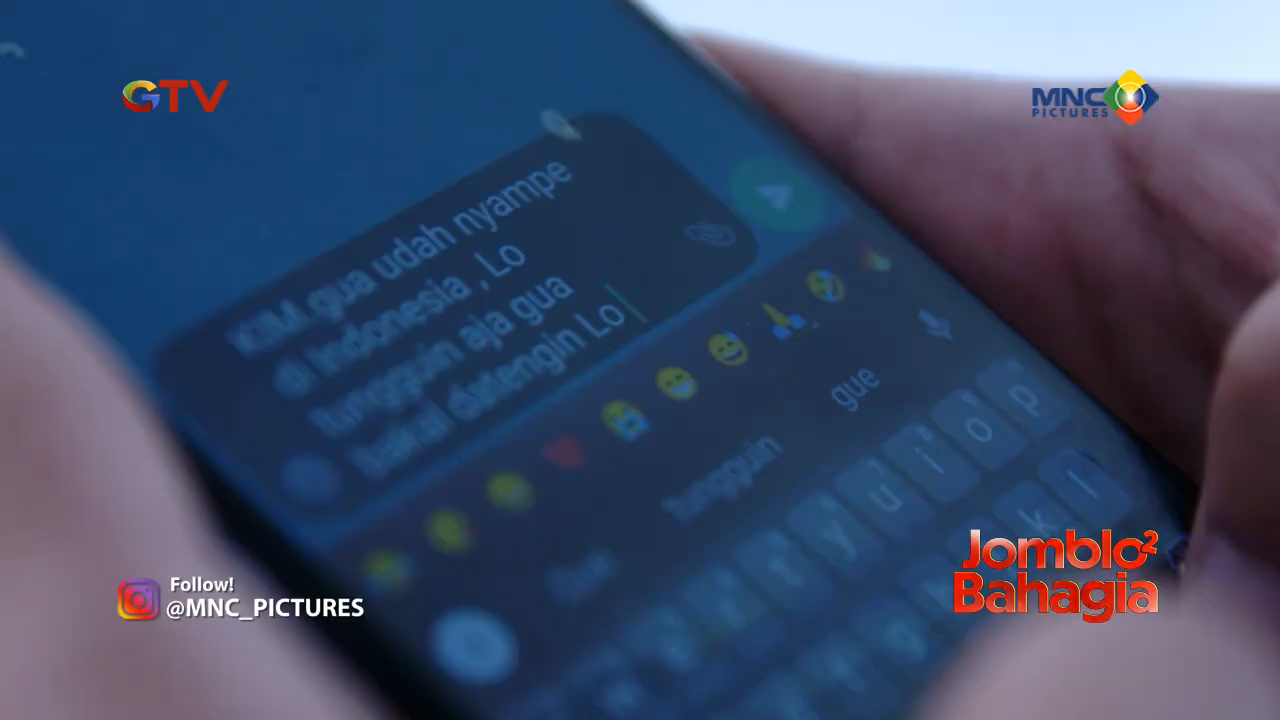 GTV
MNC
PICTURES
KIM.gua udah nyampe
di Indonesia , Lo
tungguin aja gua
bakal datengin Lo
gue
tungguin
p
o
i
u
y
t
l
k
Jomblo²
Bahagia
Follow!
@MNC_PICTURES